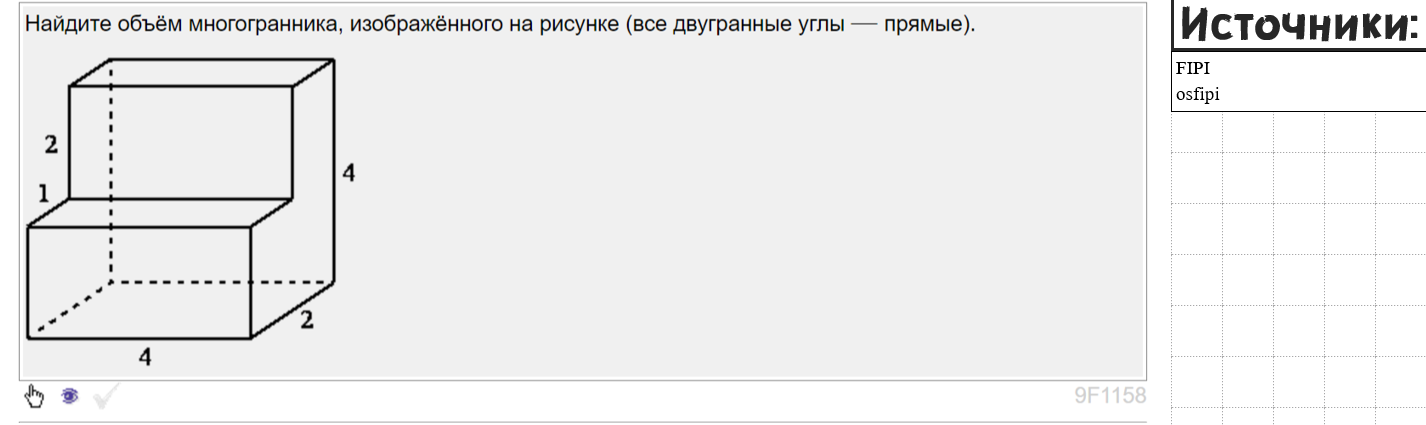 Найдите объём многогранника, изображённого на рисунке (все двугранные углы — прямые).
Источники:
FIPI
osfipi
2
1
4
2
4
9F1158